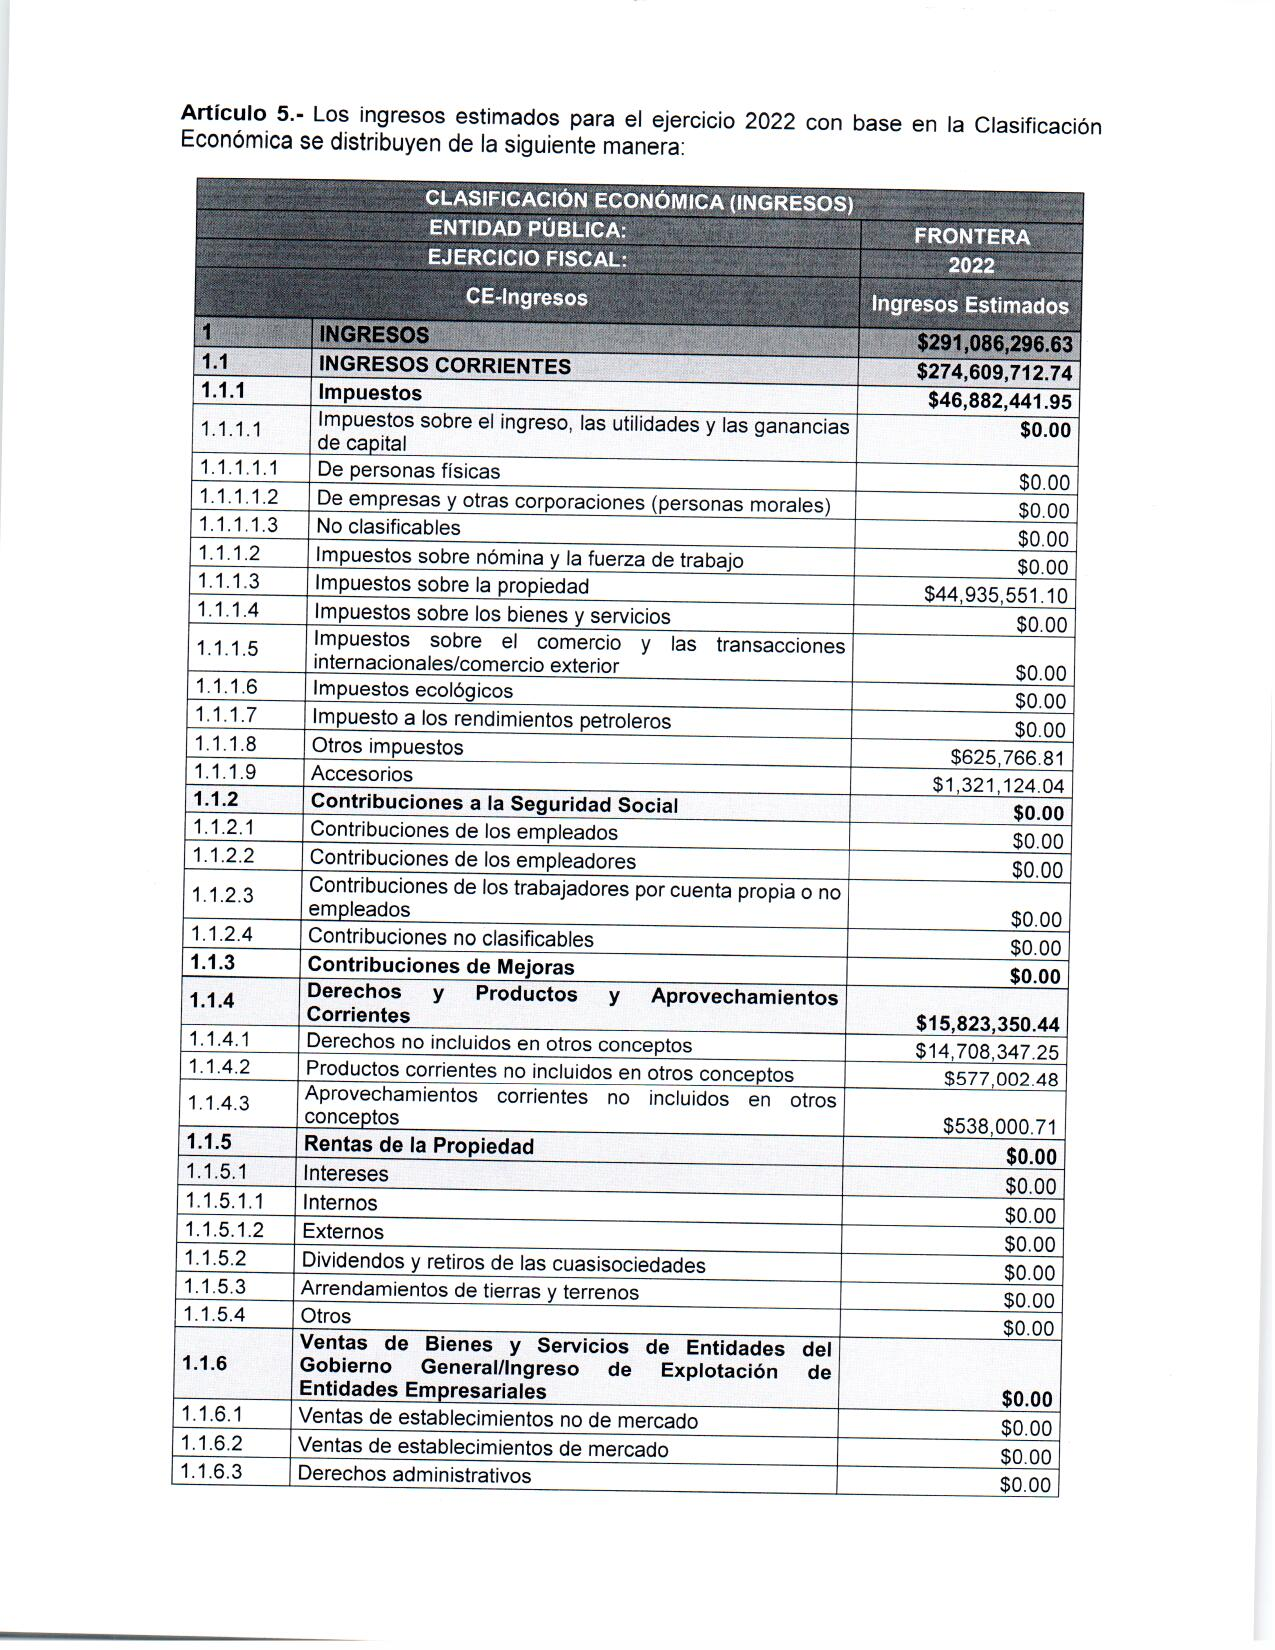 Artículo 5.- Los ingresos estimados para el ejercicio 2022 con base en la Clasificación
Económica se distribuyen de la siguiente manera:
CLASIFICACIÓN ECONÓMICA (INGRESOS)
ENTIDAD PÚBLICA: FRONTERA
EJERCICIO FISCAL: 2022
CE-Ingresos Ingresos Estimados
1 INGRESOS $291,086,296.63
1.1 INGRESOS CORRIENTES $274,609,712.74
1.1.1 Impuestos $46,882,441.95
1.1.1.1 Impuestos sobre el ingreso, las utilidades y las ganancias $0.00
de capital
1.1.1.1.1 De personas físicas $0.00
1.1.1.1.2 De empresas y otras corporaciones (personas morales) $0.00
1.1.1.1.3 No clasificables $0.00
1.1.1.2 Impuestos sobre nómina y la fuerza de trabajo $0.00
1.1.1.3 Impuestos sobre la propiedad $44,935,551.10
1.1.1.4 Impuestos sobre los bienes y servicios $0.00
1.1.1.5 Impuestos sobre el comercio y las transacciones
internacionales/comercio exterior $0.00
1.1.1.6 Impuestos ecológicos $0.00
1.1.1.7 Impuesto a los rendimientos petroleros $0.00
1.1.1.8 Otros impuestos $625,766.81
1.1.1.9 Accesorios $1,321,124.04
1.1.2 Contribuciones a la Seguridad Social $0.00
1.1.2.1 Contribuciones de los empleados $0.00
1.1.2.2 Contribuciones de los empleadores $0.00
1.1.2.3 Contribuciones de los trabajadores por cuenta propia o no
empleados $0.00
1.1.2.4 Contribuciones no clasificables $0.00
1.1.3 Contribuciones de Mejoras $0.00
1.1.4 Derechos y Productos y Aprovechamientos
Corrientes $15,823,350.44
1.1.4.1 Derechos no incluidos en otros conceptos $14,708,347.25
1.1.4.2 Productos corrientes no incluidos en otros conceptos $577,002.48
1.1.4.3 Aprovechamientos corrientes no incluidos en otros
conceptos $538,000.71
1.1.5 Rentas de la Propiedad $0.00
1.1.5.1 Intereses $0.00
1.1.5.1.1 Internos $0.00
1.1.5.1.2 Externos $0.00
1.1.5.2 Dividendos y retiros de las cuasisociedades $0.00
1.1.5.3 Arrendamientos de tierras y terrenos $0.00
1.1.5.4 Otros $0.00
1.1.6 Ventas de Bienes y Servicios de Entidades del
Gobierno General/Ingreso de Explotación de
Entidades Empresariales $0.00
1.1.6.1 Ventas de establecimientos no de mercado $0.00
1.1.6.2 Ventas de establecimientos de mercado $0.00
1.1.6.3 Derechos administrativos $0.00